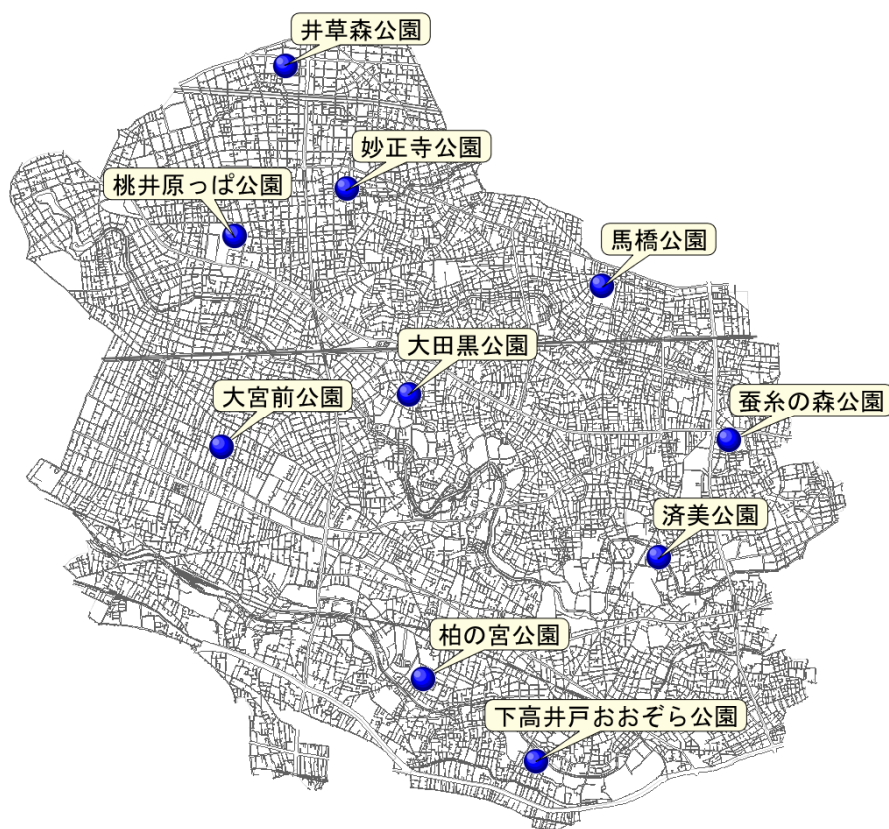 井草森公園
妙正寺公園
桃井原っぱ公園
馬橋公園
大田黒公園
大宮前公園
蚕糸の森公園
済美公園
柏の宮公園
下高井戸おおぞら公園